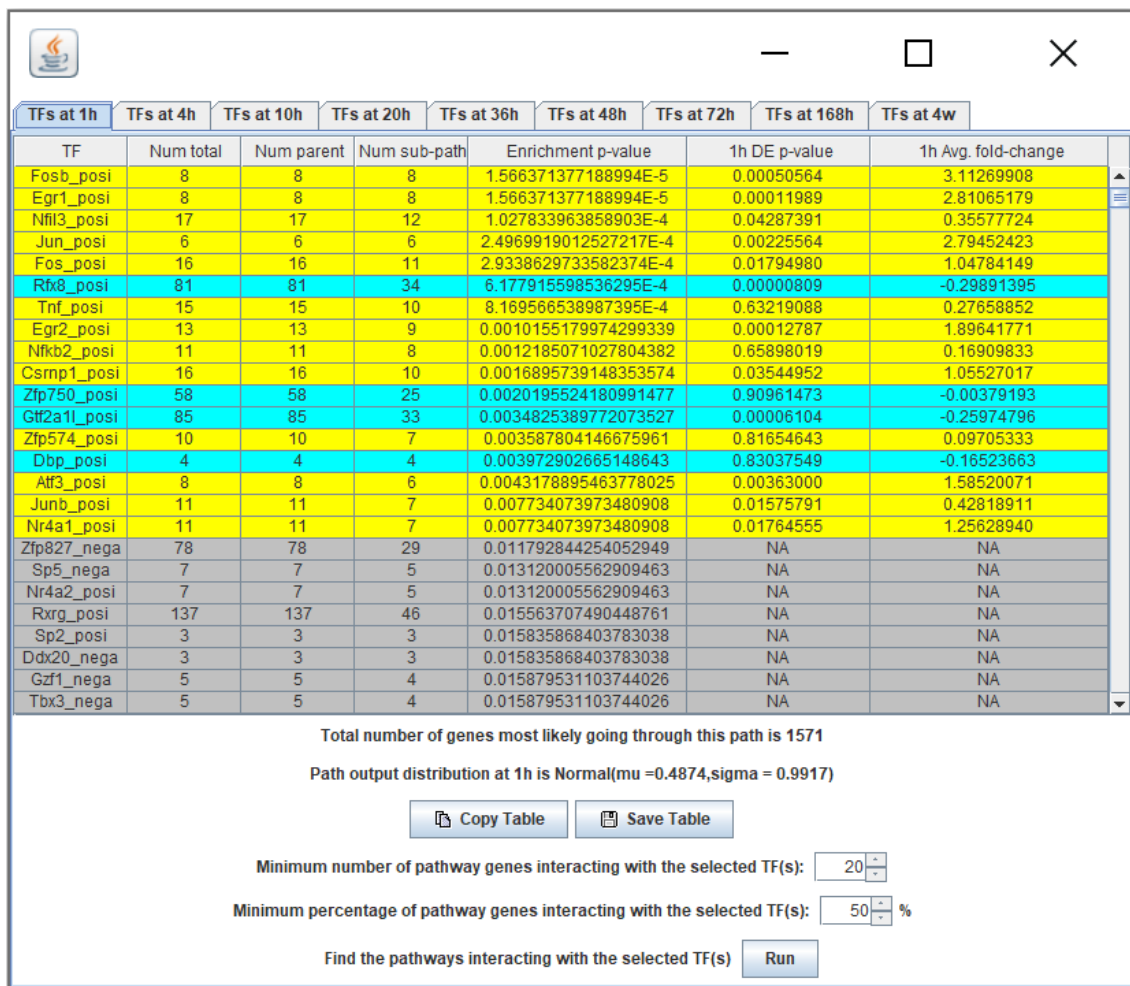 TFs at 1h TFs at 4h TFs at 10h TFs at 20h TFs at 36h TFs at 48h TFs at 72h TFs at 168h TFs at 4w
TF Num total Num parent Num sub-path Enrichment p-value 1h DE p-value 1h Avg. fold-change
Fosb_posi 8 8 8 1.566371377188994E-5 0.00050564 3.11269908
Egr1_posi 8 8 8 1.566371377188994E-5 0.00011989 2.81065179
Nfil3_posi 17 17 12 1.027833963858903E-4 0.04287391 0.35577724
Jun_posi 6 6 6 2.4969919012527217E-4 0.00225564 2.79452423
Fos_posi 16 16 11 2.9338629733582374E-4 0.01794980 1.04784149
Rfx8_posi 81 81 34 6.177915598536295E-4 0.00000809 -0.29891395
Tnf_posi 15 15 10 8.169566538987395E-4 0.63219088 0.27658852
Egr2_posi 13 13 9 0.0010155179974299339 0.00012787 1.89641771
Nfkb2_posi 11 11 8 0.00121850710278043​82 0.65898019 0.16909833
Csrnp1_posi 16 16 10 0.0016895739148353574 0.03544952 1.05527017
Zfp750_posi 58 58 25 0.0020195524180991477 0.90961473 -0.00379193
Gtf2a1l_posi 85 85 33 0.0034825389772073527 0.00006104 -0.25974796
Zfp574_posi 10 10 7 0.003587804146675961 0.81654643 0.09705333
Dbp_posi 4 4 4 0.003972902665148643 0.83037549 -0.16523663
Atf3_posi 8 8 6 0.0043178895463778025 0.00363000 1.58520071
Junb_posi 11 11 7 0.007734073973480908 0.01575791 0.42818911
Nr4a1_posi 11 11 7 0.007734073973480908 0.01764555 1.25628940
Zfp827_nega 78 78 29 0.011792844254052949 NA NA
Sp5_nega 7 7 5 0.013120005562909463 NA NA
Nr4a2_posi 7 7 5 0.013120005562909463 NA NA
Rxrg_posi 137 137 46 0.015563707490448761 NA NA
Sp2_posi 3 3 3 0.015835868403783038 NA NA
Ddx20_nega 3 3 3 0.015835868403783038 NA NA
Gzf1_nega 5 5 4 0.015879531103744026 NA NA
Tbx3_nega 5 5 4 0.015879531103744026 NA NA
Total number of genes most likely going through this path is 1571
Path output distribution at 1h is Normal(mu =0.4874,sigma = 0.9917)
Copy Table Save Table
Minimum number of pathway genes interacting with the selected TF(s): 20
Minimum percentage of pathway genes interacting with the selected TF(s): 50 %
Find the pathways interacting with the selected TF(s) Run